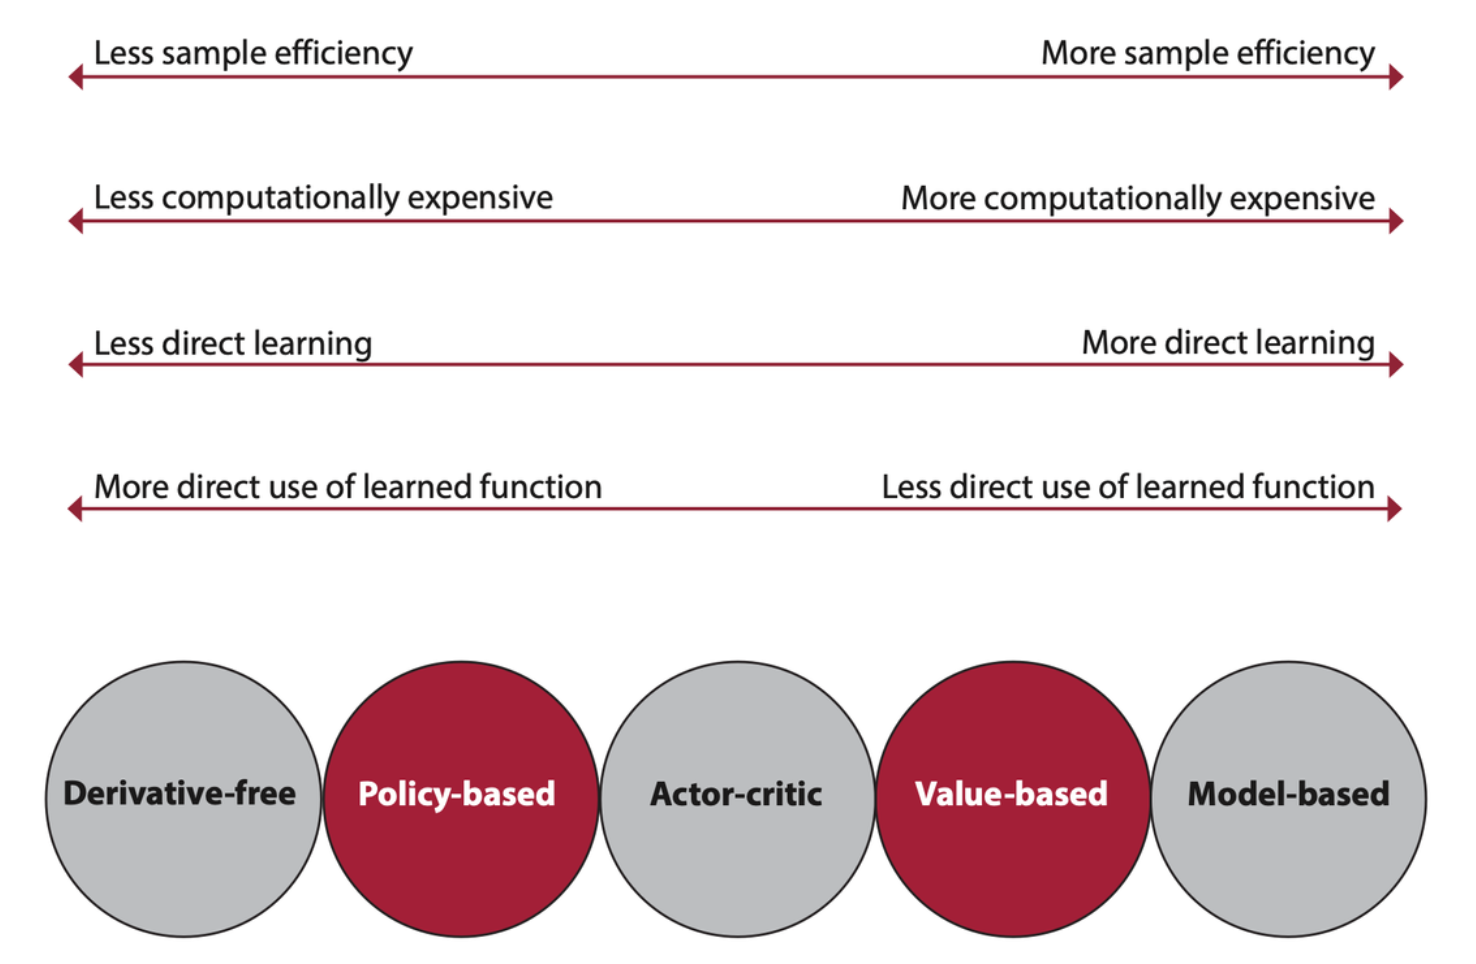 Less sample efficiency
More sample efficiency
Less computationally expensive
More computationally expensive
Less direct learning
More direct learning
More direct use of learned function
Less direct use of learned function
Derivative-free
Policy-based
Actor-critic
Value-based
Model-based